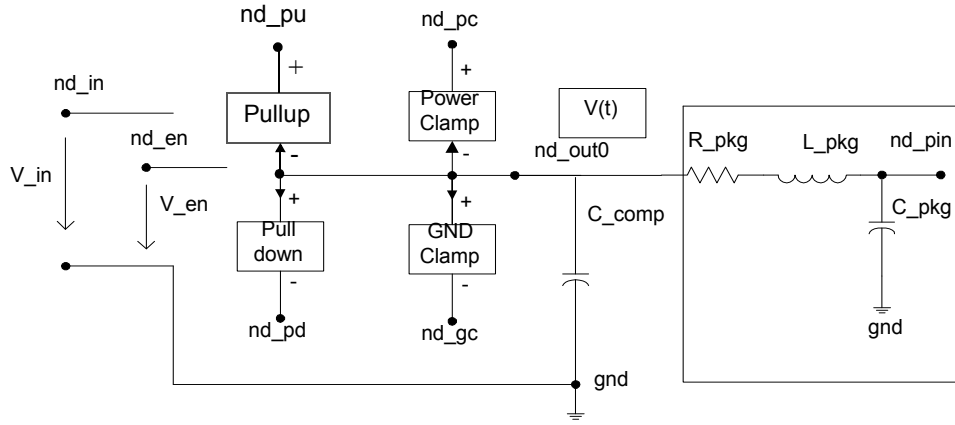 nd_pu
nd_pc
+
+
nd_in
Pullup
Power
Clamp
V(t)
nd_en
-
-
nd_out0
R_pkg
L_pkg
nd_pin
V_in
V_en
+
+
Pull
down
GND
Clamp
C_comp
C_pkg
-
-
nd_pd
nd_gc
gnd
gnd